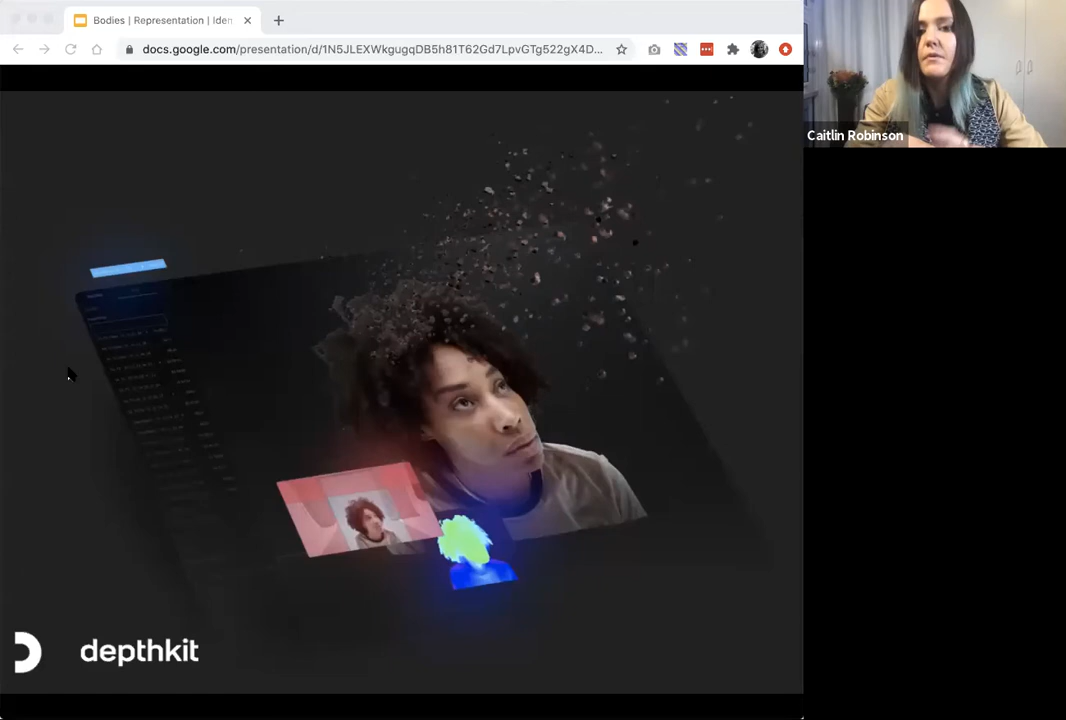 Bodies | Representation | Iden
docs.google.com/presentation/d/1N5JLEXWkgugqDB5h81T62Gd7LpvGTg522gX4D...
Caitlin Robinson
depthkit